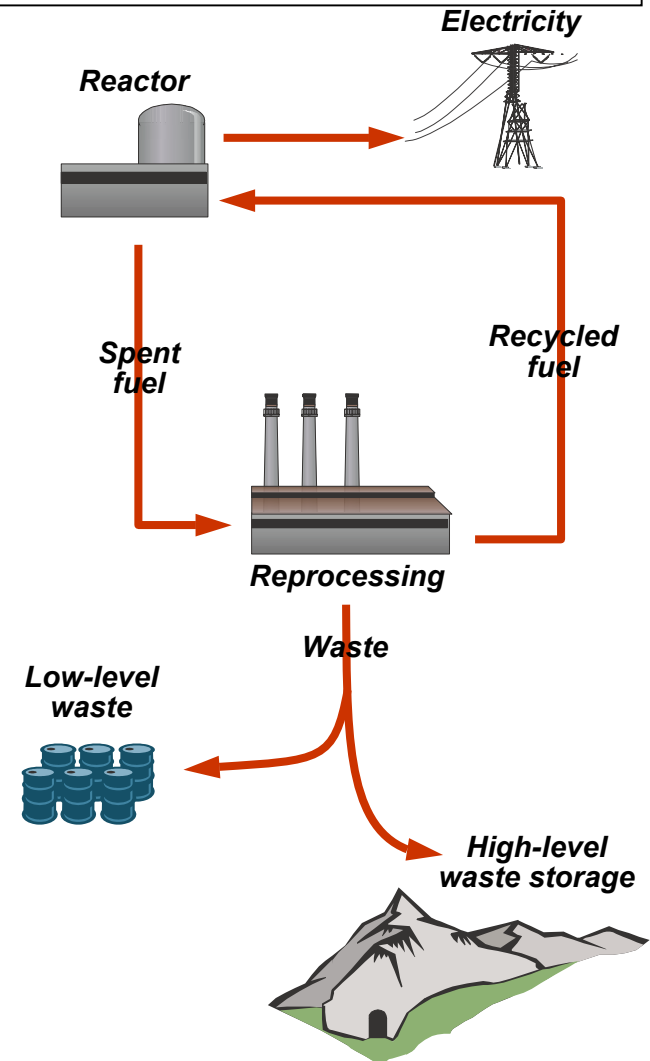 Electricity
Reactor
Spent
fuel
Recycled
fuel
Reprocessing
Waste
Low-level
waste
High-level
waste storage